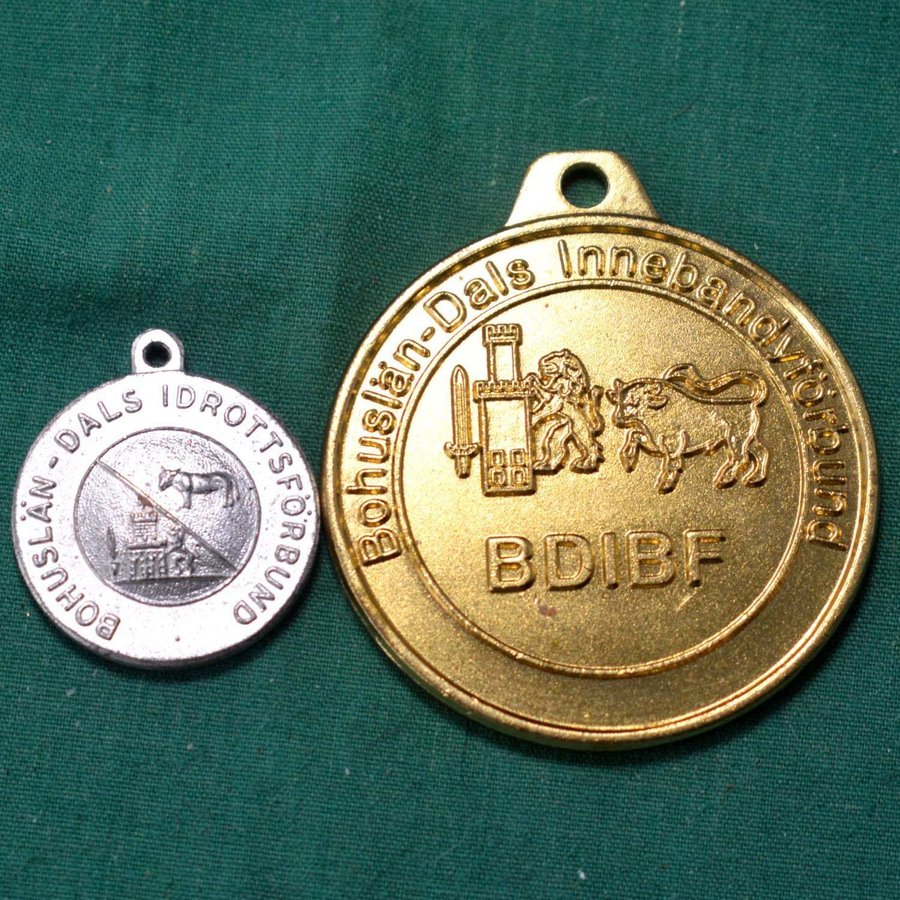 BOHUSLÄN-DALS IDROTTSFÖRBUND
Bohuslän-Dals Innebandyförbund
BDIBF